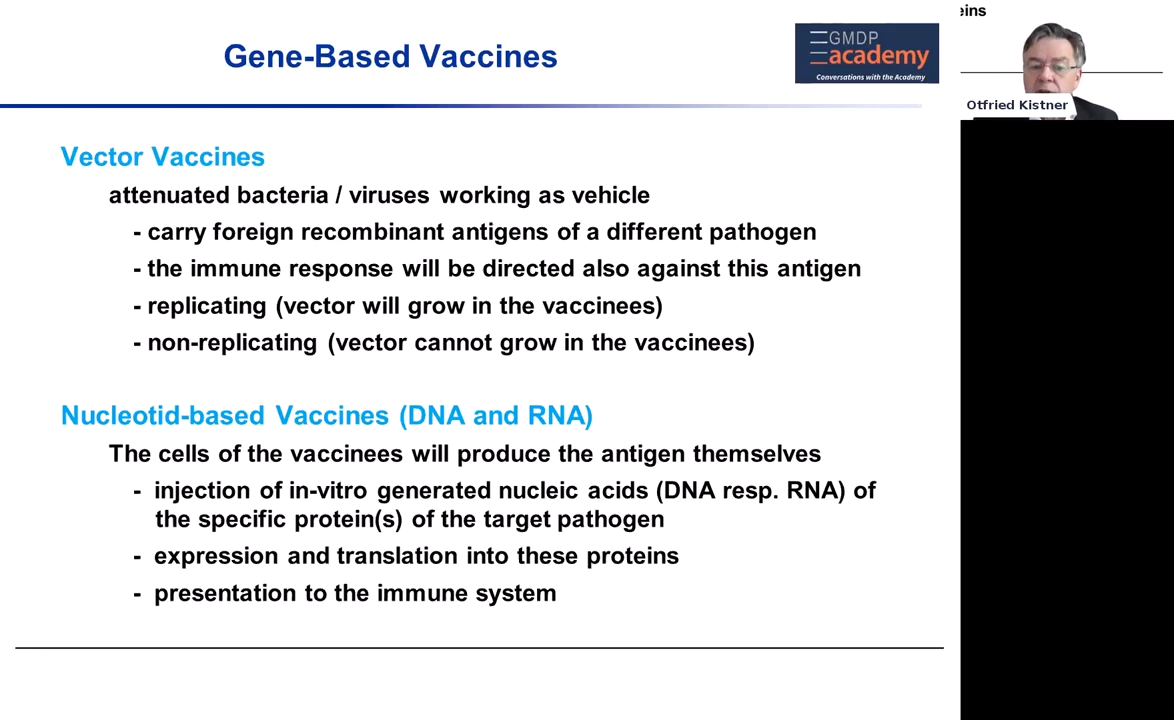 Gene-Based Vaccines
GMDP
academy
Conversations with the Academy
eins
Otfried Kistner
Vector Vaccines
attenuated bacteria / viruses working as vehicle
- carry foreign recombinant antigens of a different pathogen
- the immune response will be directed also against this antigen
- replicating (vector will grow in the vaccinees)
- non-replicating (vector cannot grow in the vaccinees)
Nucleotid-based Vaccines (DNA and RNA)
The cells of the vaccinees will produce the antigen themselves
- injection of in-vitro generated nucleic acids (DNA resp. RNA) of
the specific protein(s) of the target pathogen
- expression and translation into these proteins
- presentation to the immune system